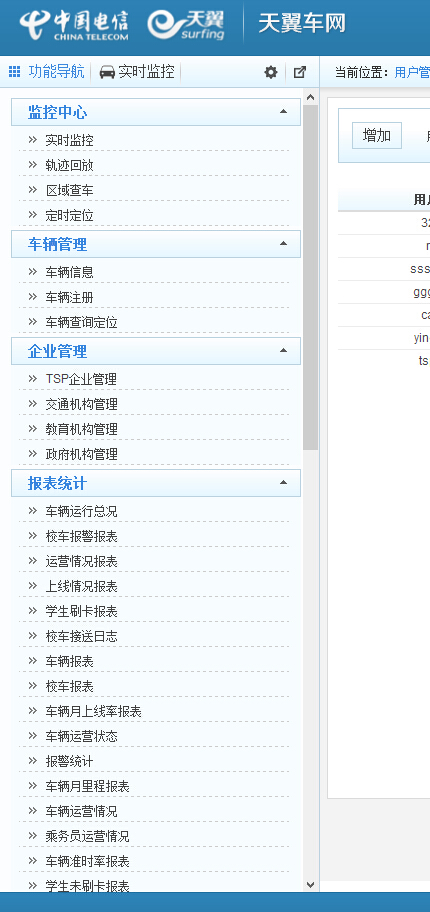 中国电信 天翼 天翼车网
CHINA TELECOM surfing
功能导航 实时监控 当前位置：用户管
监控中心
实时监控
轨迹回放
区域查车
定时定位
车辆管理
车辆信息
车辆注册
车辆查询定位
企业管理
TSP企业管理
交通机构管理
教育机构管理
政府机构管理
报表统计
车辆运行总况
校车报警报表
运营情况报表
上线情况报表
学生刷卡报表
校车接送日志
车辆报表
校车报表
车辆月上线率报表
车辆运营状态
报警统计
车辆月里程报表
车辆运营情况
乘务员运营情况
车辆准时率报表
学生未刷卡报表
增加
用户
32
r
sss
ggg
ca
yin
ts